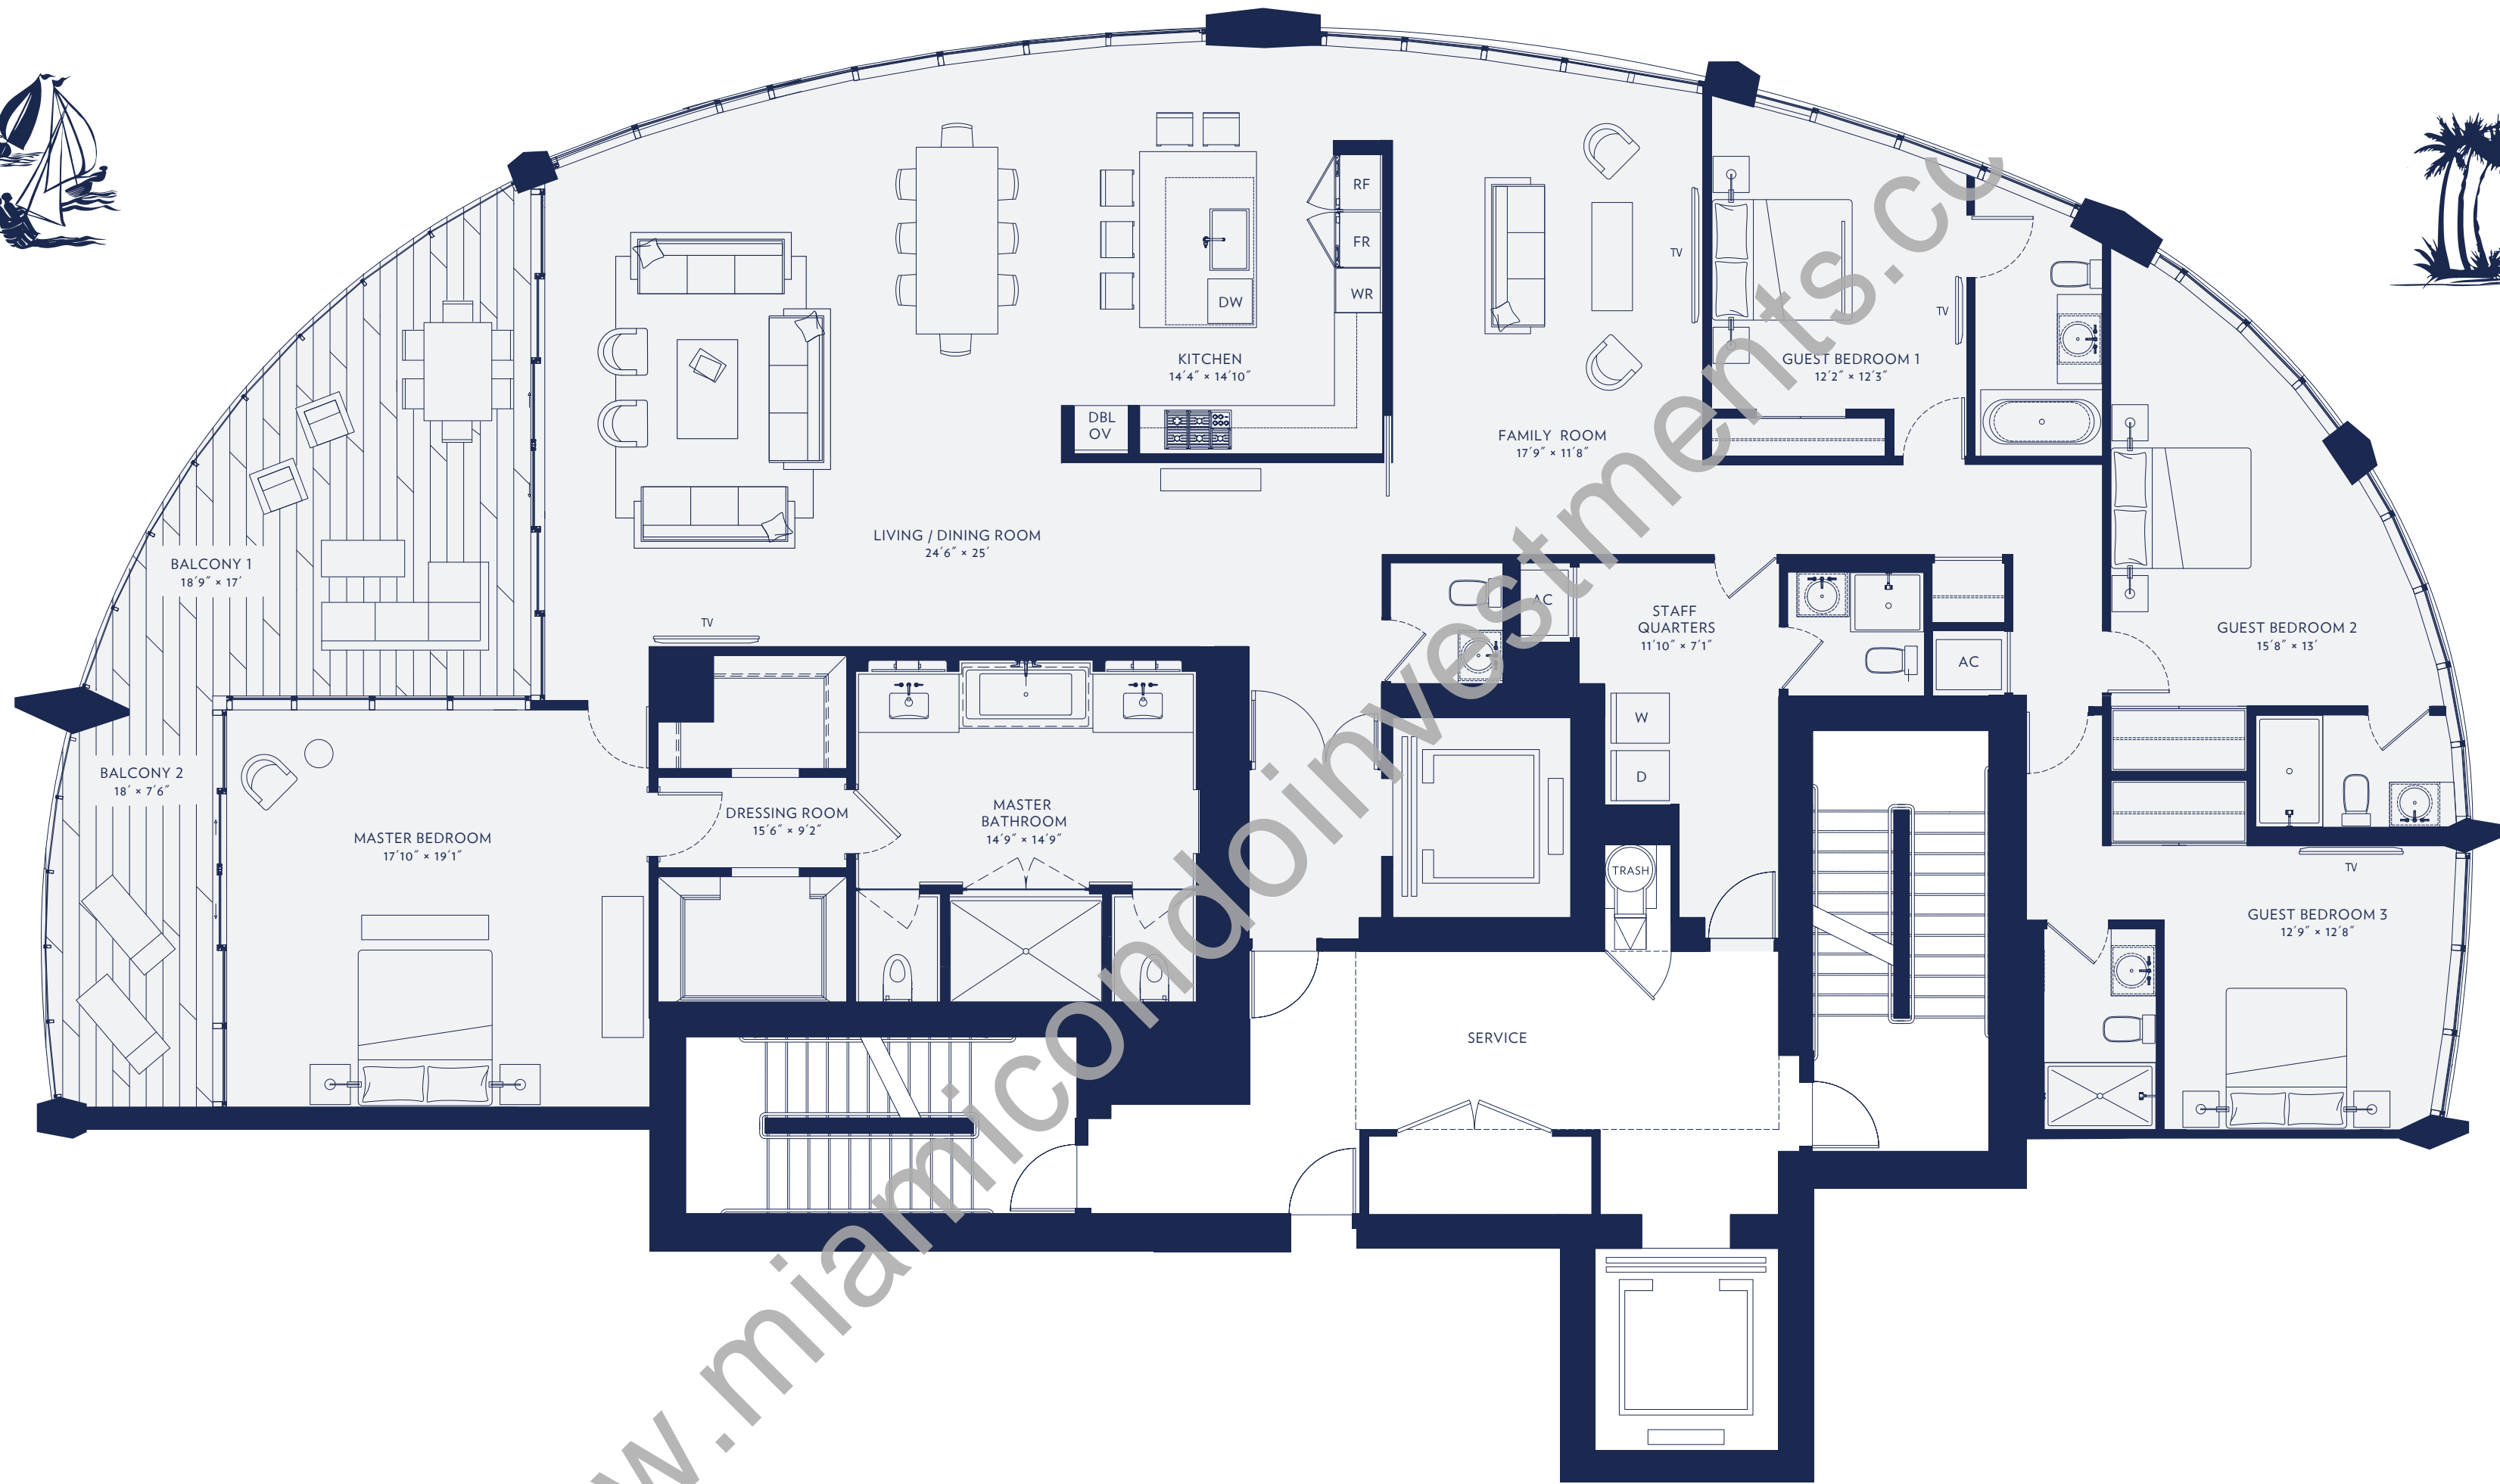 RF
FR
WR
DW
TV
TV
KITCHEN
14'4" × 14'10"
GUEST BEDROOM 1
12'2" × 12'3"
DBL
OV
FAMILY ROOM
17'9" × 11'8"
LIVING / DINING ROOM
24'6" × 25'
BALCONY 1
18'9" × 17'
TV
AC
STAFF
QUARTERS
11'10" × 7'1"
GUEST BEDROOM 2
15'8" × 13'
AC
W
D
BALCONY 2
18' × 7'6"
MASTER BEDROOM
17'10" × 19'1"
DRESSING ROOM
15'6" × 9'2"
MASTER
BATHROOM
14'9" × 14'9"
TRASH
TV
GUEST BEDROOM 3
12'9" × 12'8"
SERVICE
w.miamicondoinvestments.co